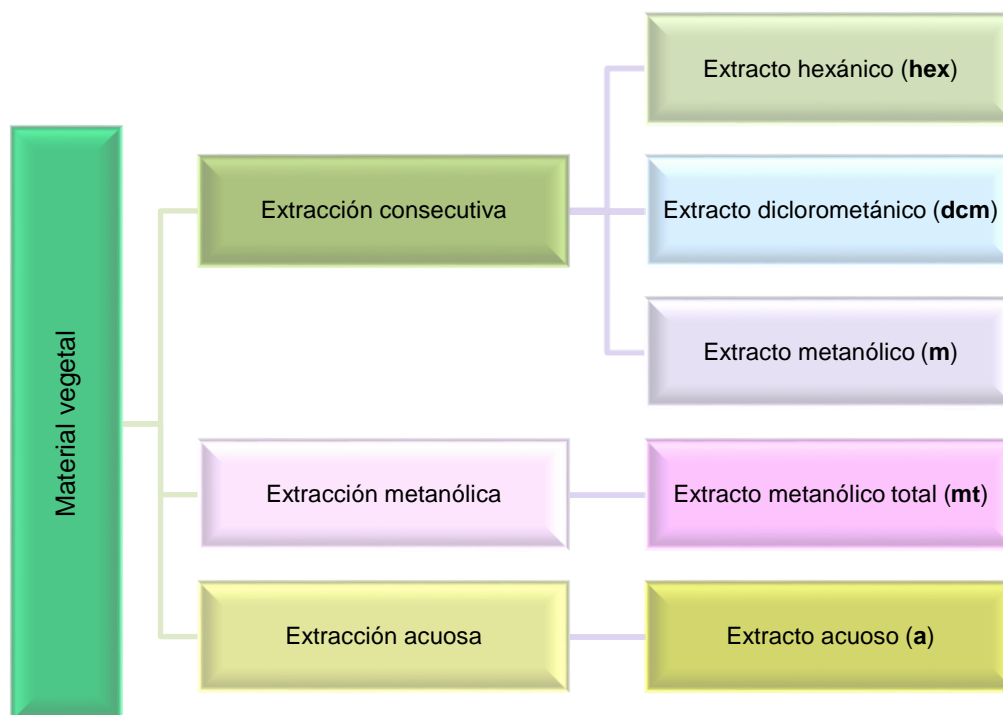 Material vegetal
Extracción consecutiva
Extracto hexánico (hex)
Extracto diclorometánico (dcm)
Extracto metanólico (m)
Extracción metanólica
Extracto metanólico total (mt)
Extracción acuosa
Extracto acuoso (a)